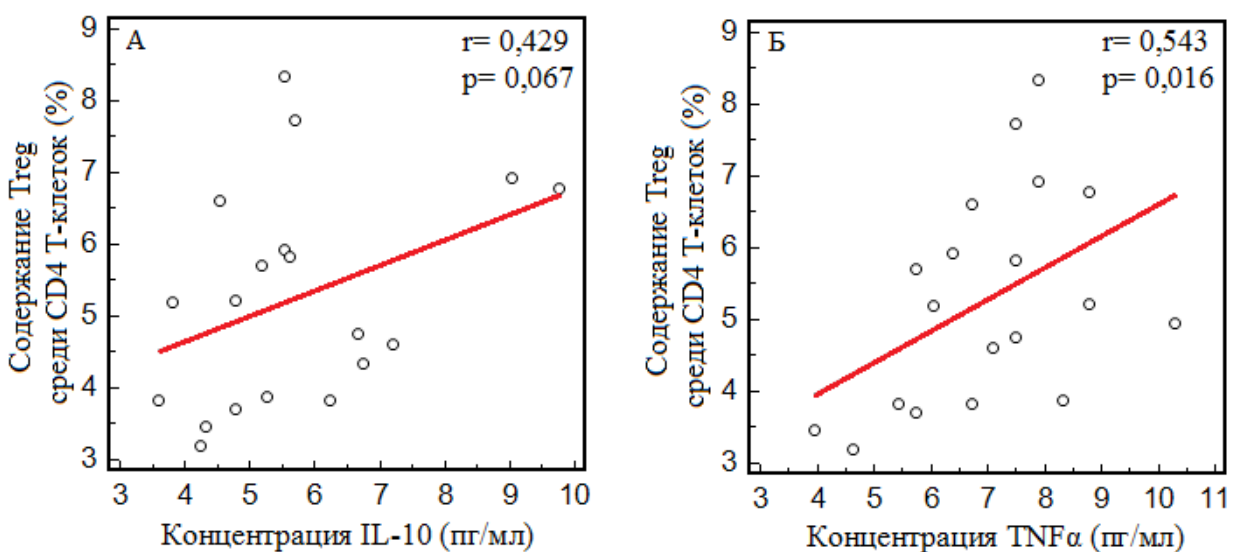 А
r= 0,429
p= 0,067
Содержание Treg
среди CD4 Т-клеток (%)
9
8
7
6
5
4
3
3 4 5 6 7 8 9 10
Концентрация IL-10 (пг/мл)
Б
r= 0,543
p= 0,016
Содержание Treg
среди CD4 Т-клеток (%)
9
8
7
6
5
4
3
3 4 5 6 7 8 9 10 11
Концентрация TNFα (пг/мл)